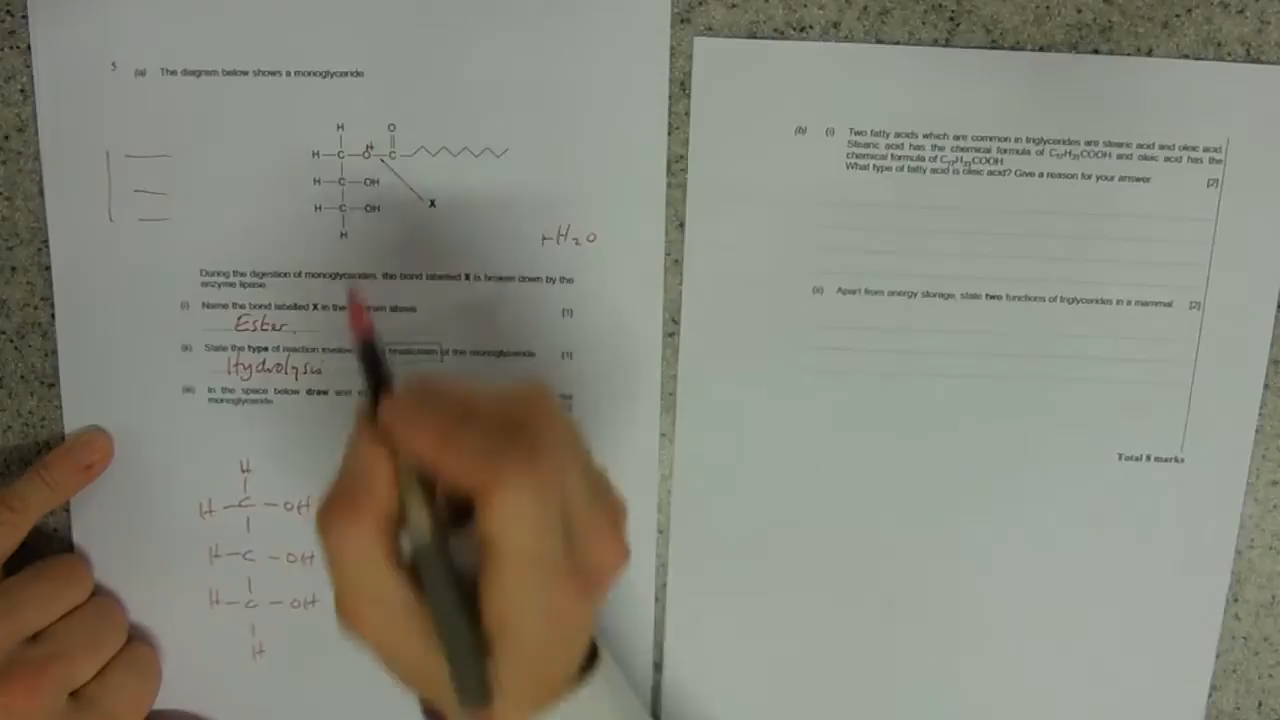 5
(a) The diagram below shows a monoglyceride
H O
H C O H C
H C OH
H C OH X
H
+H2O
During the digestion of monoglycerides, the bond labelled X is broken down by the
enzyme lipase
(i) Name the bond labelled X in the above [1]
Ester.
(ii) State the type of reaction of the monoglyceride [1]
Hydrolysis
(iii) In the space below draw and
monoglyceride
H
H - C - OH
H - C - OH
H - C - OH
H
(b) (i) Two fatty acids which are common in triglycerides are stearic acid and oleic acid
Stearic acid has the chemical formula of C17H35COOH and oleic acid has the
chemical formula of C17H33COOH
What type of fatty acid is oleic acid? Give a reason for your answer [2]
(ii) Apart from energy storage, state two functions of triglycerides in a mammal [2]
Total 8 marks